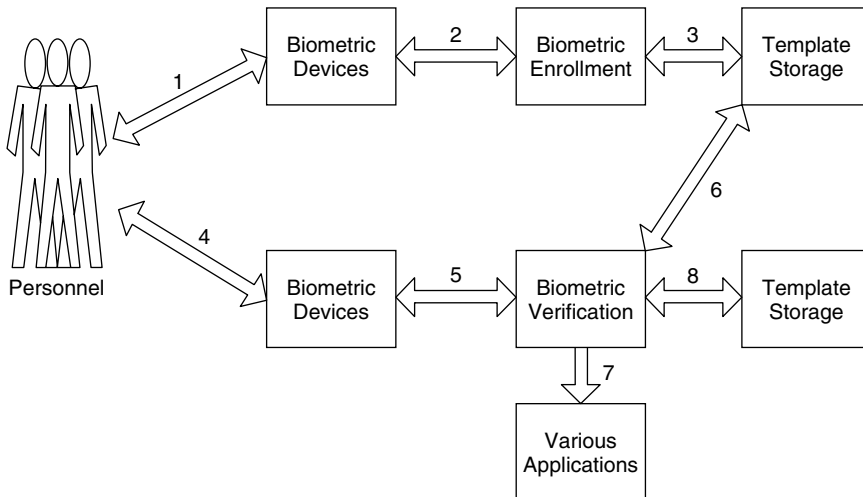 1
Biometric
Devices
2
Biometric
Enrollment
3
Template
Storage
6
4
Personnel
Biometric
Devices
5
Biometric
Verification
8
Template
Storage
7
Various
Applications